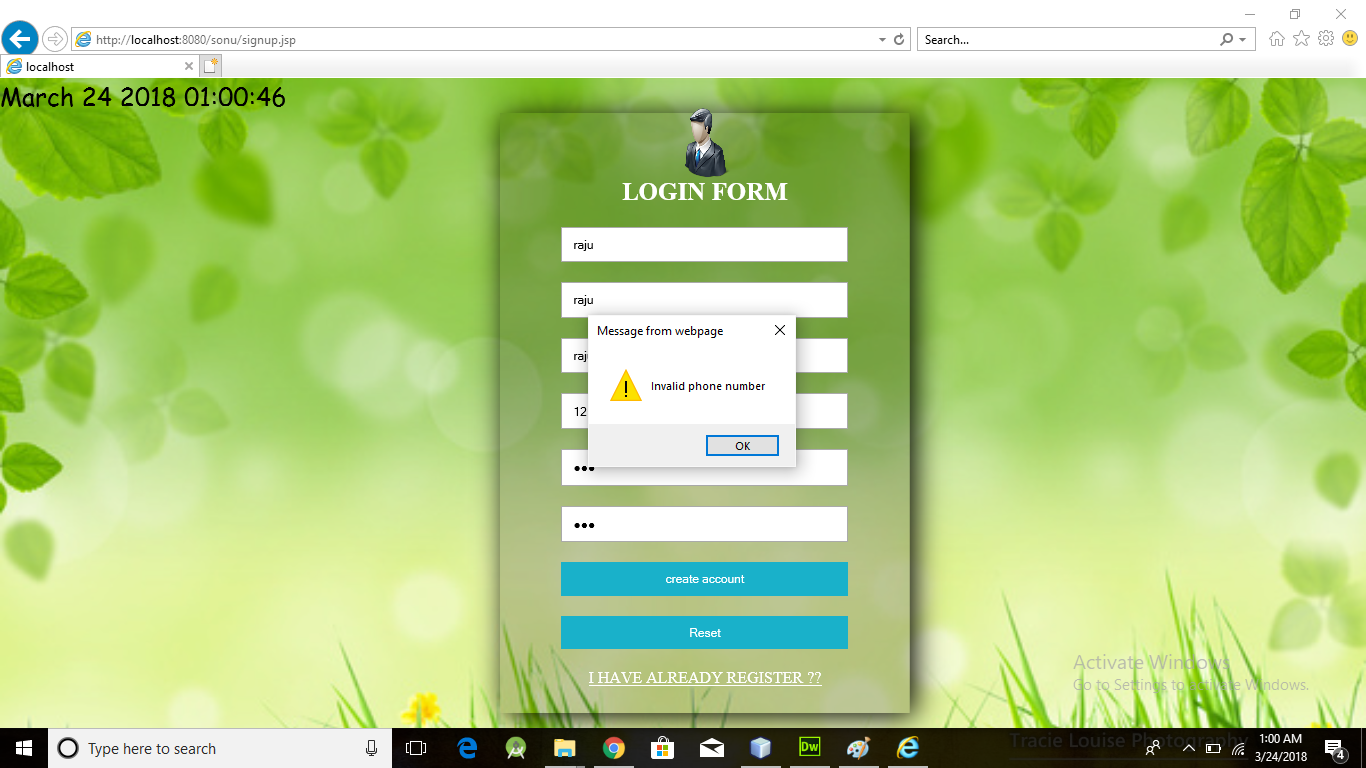 http://localhost:8080/sonu/signup.jsp
Search...
localhost
March 24 2018 01:00:46
LOGIN FORM
raju
raju
Message from webpage
Invalid phone number
12
OK
●●●
●●●
create account
Reset
I HAVE ALREADY REGISTER ??
Activate Windows
Go to Settings to Activate Windows.
Tracie Louise Photography
Type here to search
Dw
1:00 AM
3/24/2018
4